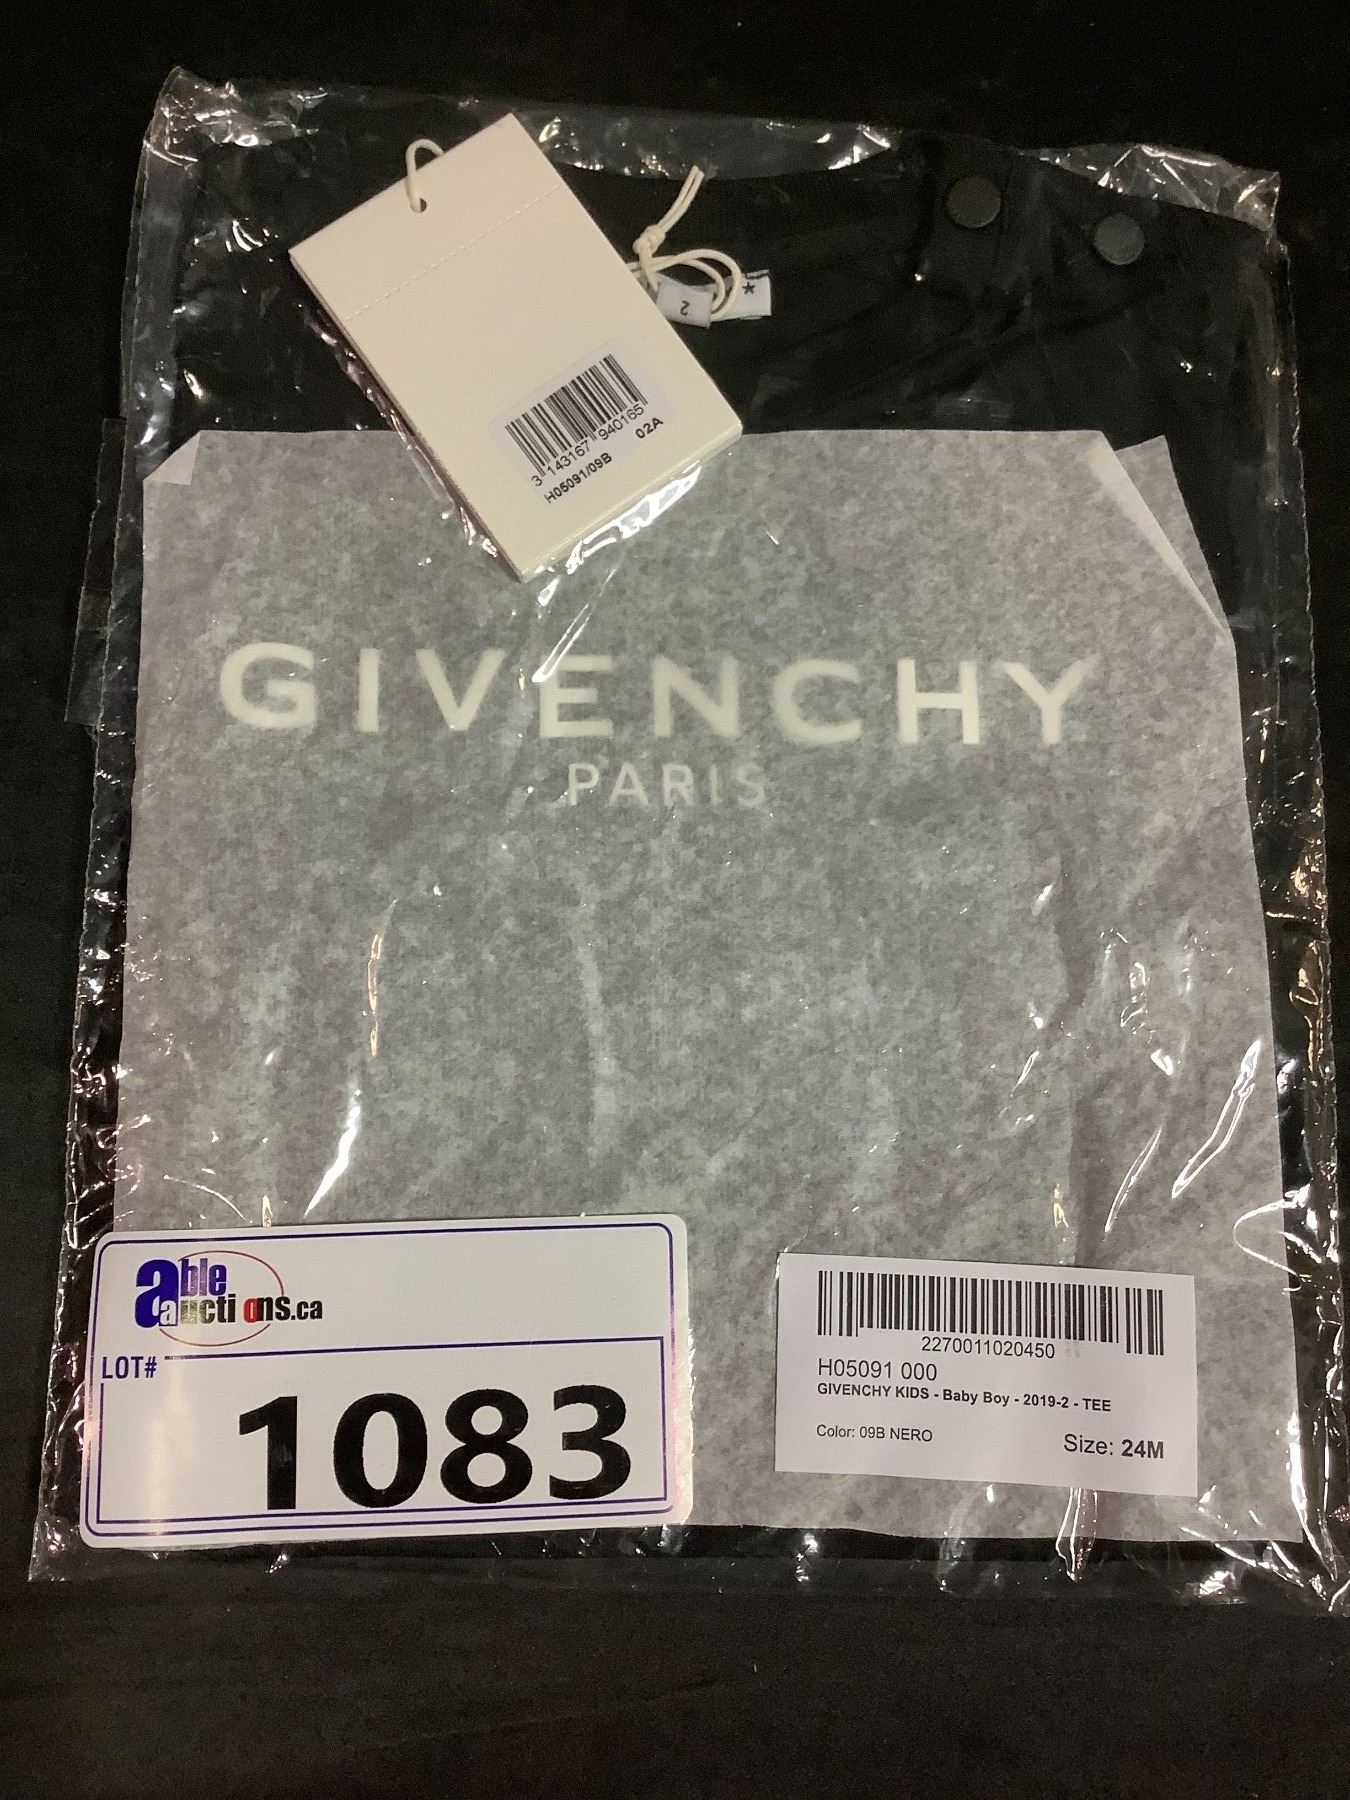 2
*
3 143167 940165
H05091/09B 02A
GIVENCHY
PARIS
able
auctions.ca
LOT#
1083
2270011020450
H05091 000
GIVENCHY KIDS - Baby Boy - 2019-2 - TEE
Color: 09B NERO
Size: 24M